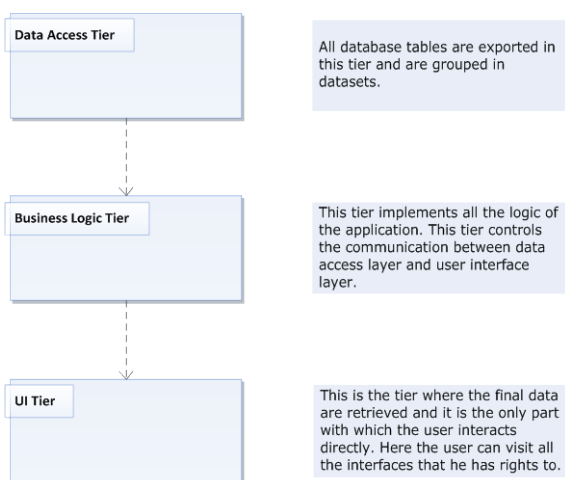 Data Access Tier
All database tables are exported in
this tier and are grouped in
datasets.
Business Logic Tier
This tier implements all the logic of
the application. This tier controls
the communication between data
access layer and user interface
layer.
UI Tier
This is the tier where the final data
are retrieved and it is the only part
with which the user interacts
directly. Here the user can visit all
the interfaces that he has rights to.